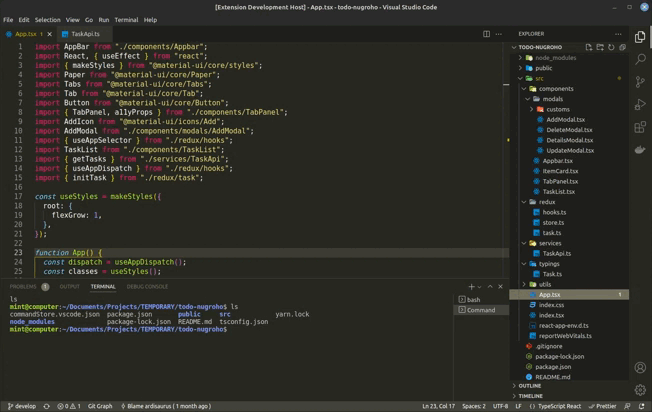 [Extension Development Host] - App.tsx - todo-nugroho - Visual Studio Code
File Edit Selection View Go Run Terminal Help
App.tsx 1 TaskApi.ts
1 import AppBar from "./components/Appbar";
2 import React, { useEffect } from "react";
3 import { makeStyles } from "@material-ui/core/styles";
4 import Paper from "@material-ui/core/Paper";
5 import Tabs from "@material-ui/core/Tabs";
6 import Tab from "@material-ui/core/Tab";
7 import Button from "@material-ui/core/Button";
8 import { TabPanel, a11yProps } from "./components/TabPanel";
9 import AddIcon from "@material-ui/icons/Add";
10 import AddModal from "./components/modals/AddModal";
11 import { useAppSelector } from "./redux/hooks";
12 import TaskList from "./components/TaskList";
13 import { getTasks } from "./services/TaskApi";
14 import { useAppDispatch } from "./redux/hooks";
15 import { initTask } from "./redux/task";
16
17 const useStyles = makeStyles({
18 root: {
19 flexGrow: 1,
20 },
21 });
22
23 function App() {
24 const dispatch = useAppDispatch();
25 const classes = useStyles();
PROBLEMS 1 OUTPUT TERMINAL DEBUG CONSOLE
ls
mint@computer:~/Documents/Projects/TEMPORARY/todo-nugroho$ ls
commandStore.vscode.json package.json public src yarn.lock
node_modules package-lock.json README.md tsconfig.json
mint@computer:~/Documents/Projects/TEMPORARY/todo-nugroho$
bash
Command
EXPLORER
TODO-NUGROHO
node_modules
public
src
components
modals
customs
AddModal.tsx
DeleteModal.tsx
DetailsModal.tsx
UpdateModal.tsx
Appbar.tsx
ItemCard.tsx
TabPanel.tsx
TaskList.tsx
redux
hooks.ts
store.ts
task.ts
services
TaskApi.ts
typings
Task.ts
utils
App.tsx 1
index.css
index.tsx
react-app-env.d.ts
reportWebVitals.ts
.gitignore
package-lock.json
package.json
README.md
OUTLINE
TIMELINE
develop 0 1 Git Graph Blame ardisaurus ( 1 month ago ) Ln 23, Col 17 Spaces: 2 UTF-8 LF TypeScript React Prettier